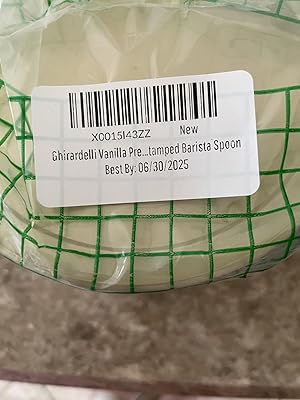 X0015I43ZZ New
Ghirardelli Vanilla Pre...tamped Barista Spoon
Best By: 06/30/2025